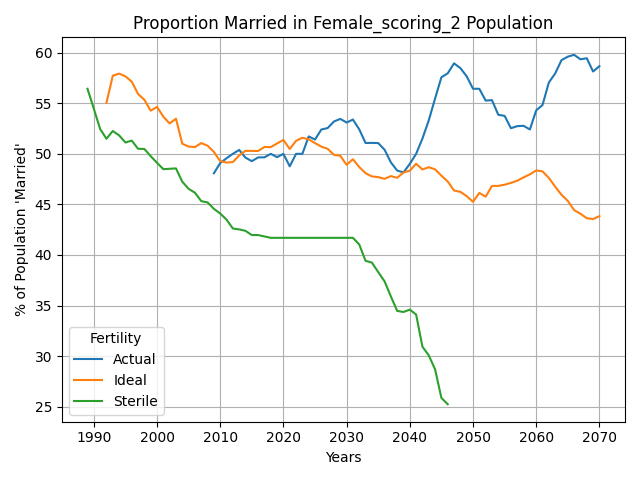 Proportion Married in Female_scoring_2 Population
% of Population 'Married'
60
55
50
45
40
35
30
25
Fertility
Actual
Ideal
Sterile
1990 2000 2010 2020 2030 2040 2050 2060 2070
Years